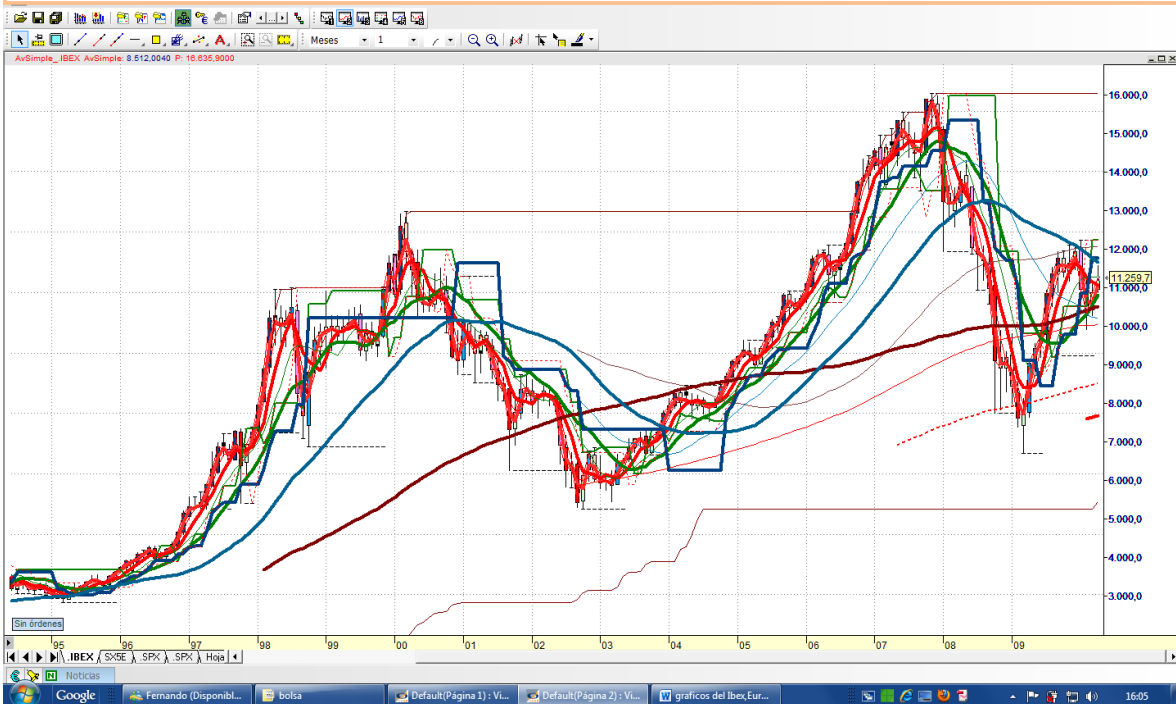 Meses 1
AvSimple_.IBEX AvSimple: 8.512,0040 P: 16.635,9000
16.000,0
15.000,0
14.000,0
13.000,0
12.000,0
11.259,7
11.000,0
10.000,0
9.000,0
8.000,0
7.000,0
6.000,0
5.000,0
4.000,0
3.000,0
Sin órdenes
95 96 97 98 99 00 01 02 03 04 05 06 07 08 09
.IBEX SX5E .SPX .SPX Hoja
Noticias
Google Fernando (Disponibl... bolsa Default(Página 1) : Vi... Default(Página 2) : Vi... graficos del Ibex,Eur... 16:05